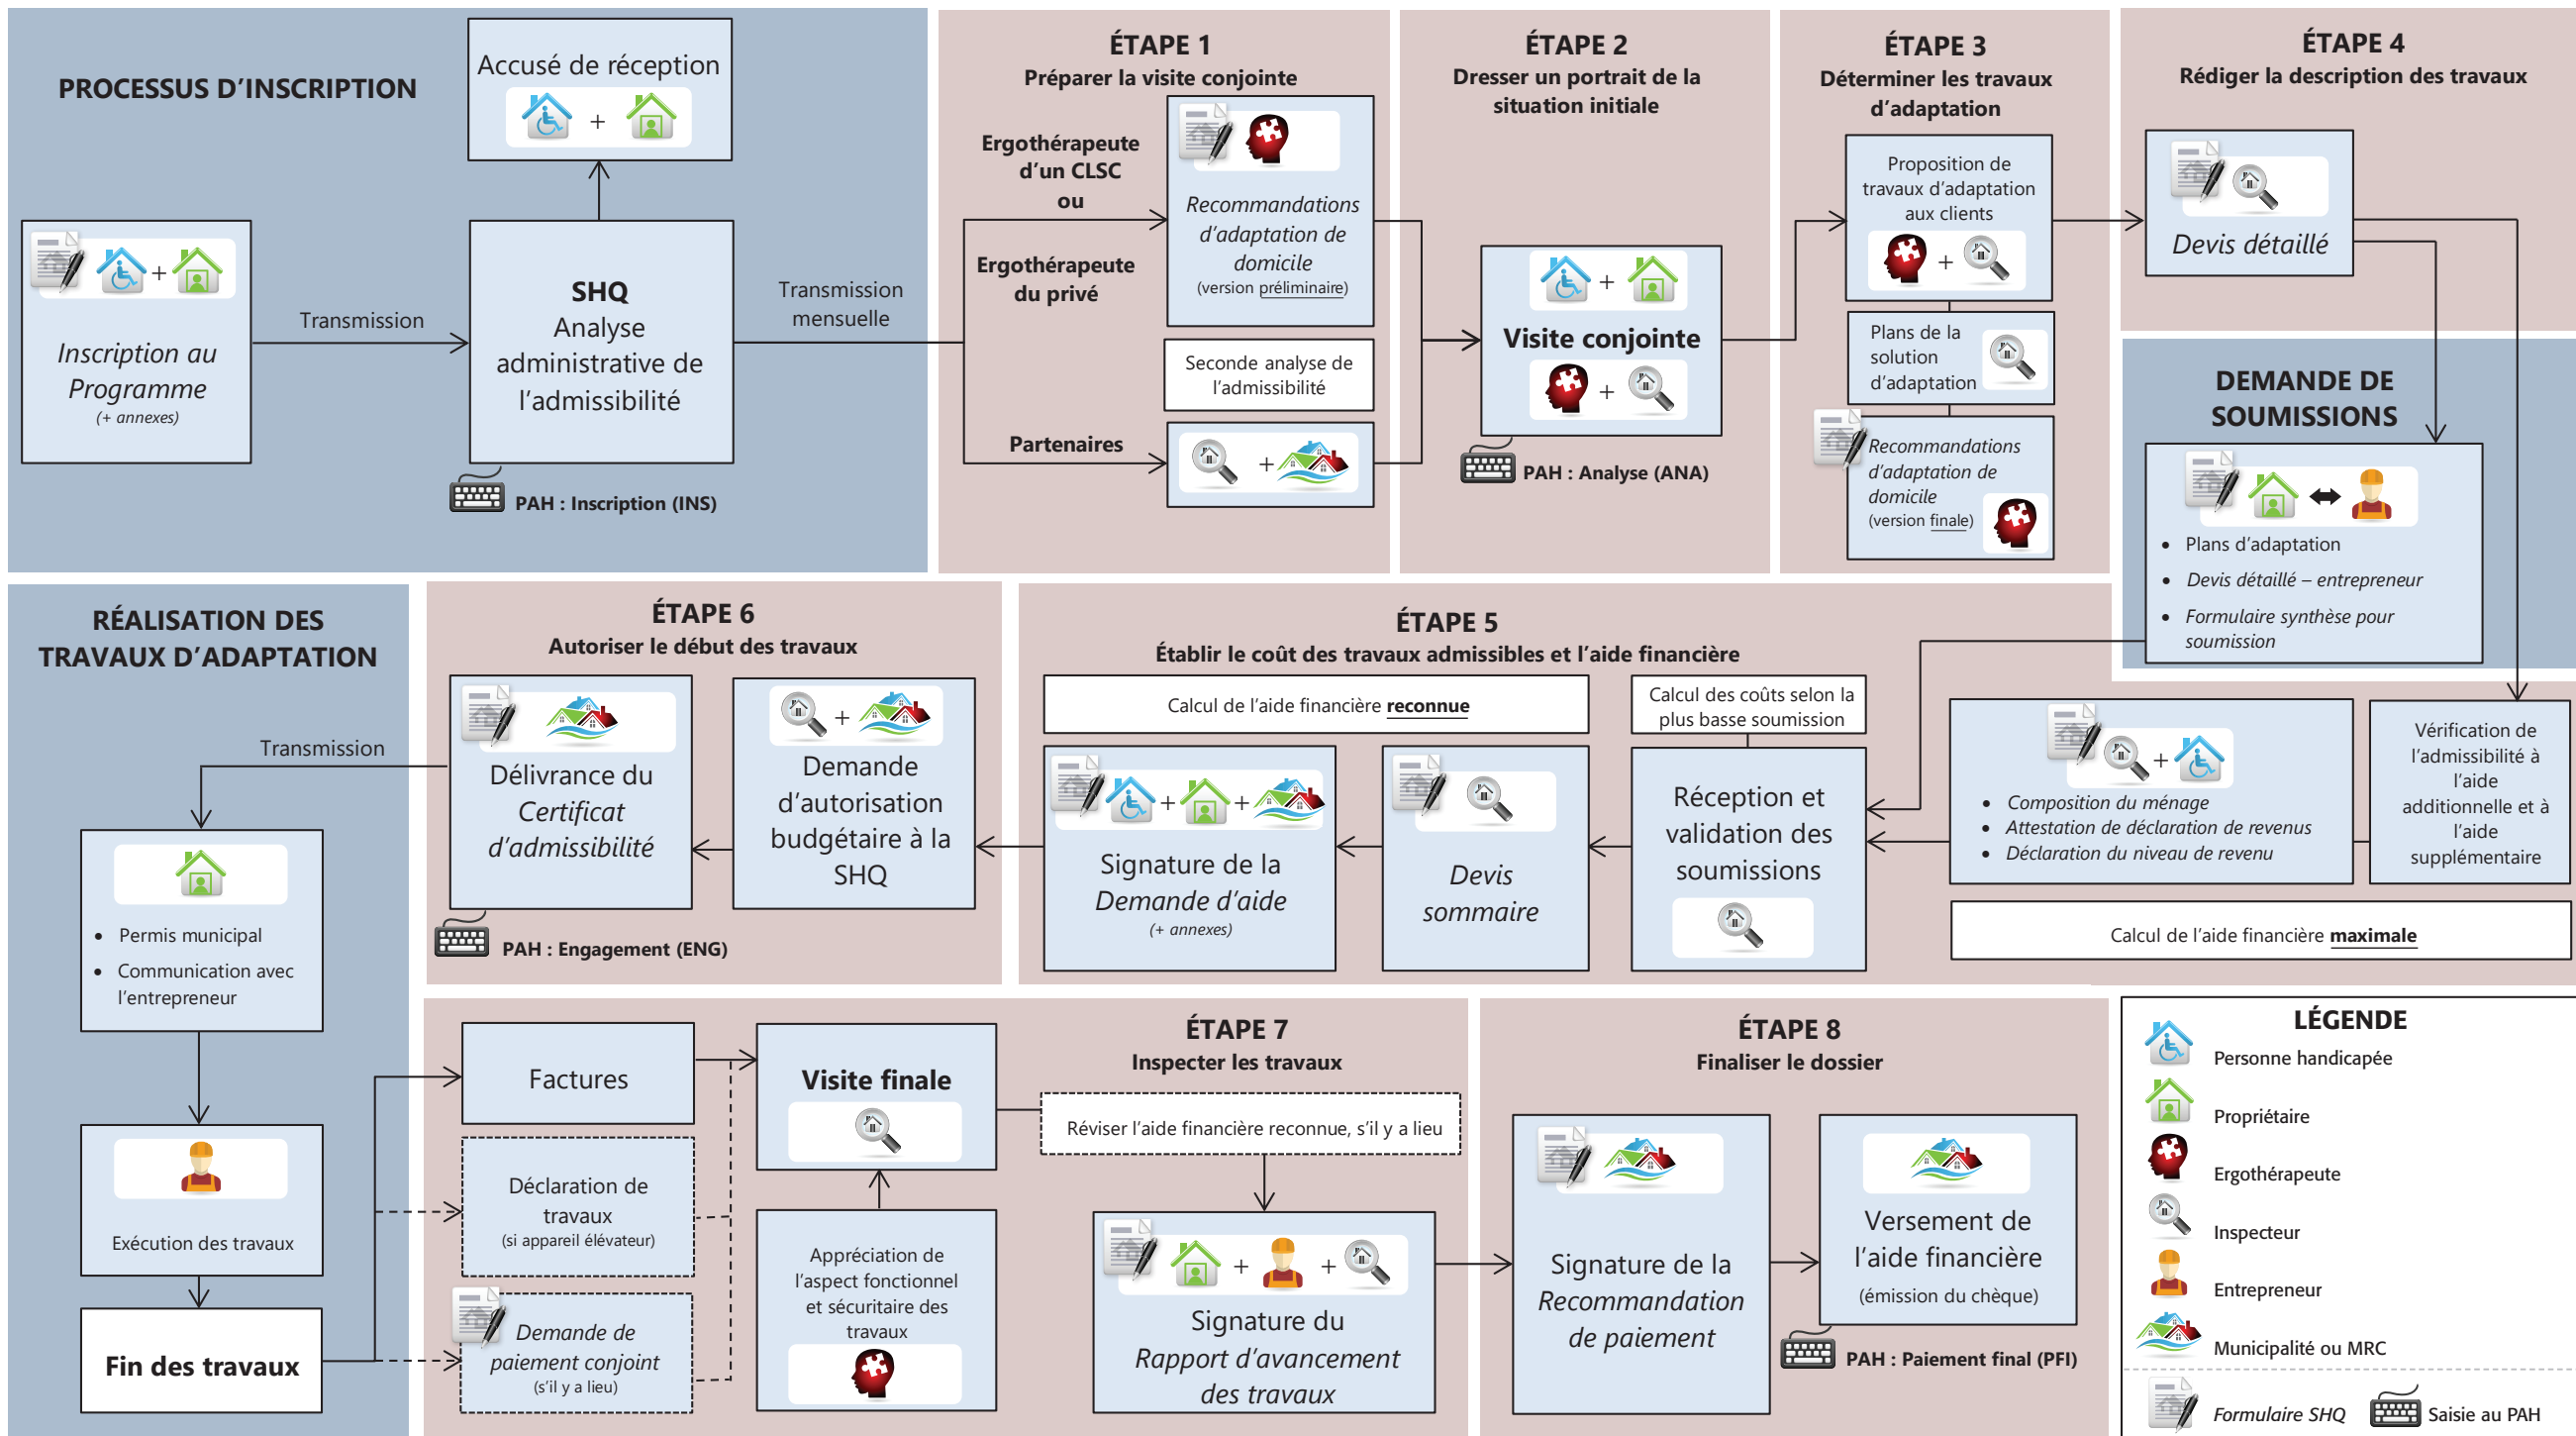 PROCESSUS D’INSCRIPTION
Accusé de réception
+
+
Inscription au
Programme
(+ annexes)
Transmission
SHQ
Analyse
administrative de
l’admissibilité
PAH : Inscription (INS)
Transmission
mensuelle
ÉTAPE 1
Préparer la visite conjointe
Ergothérapeute
d’un CLSC
ou
Ergothérapeute
du privé
Partenaires
Recommandations
d’adaptation de
domicile
(version préliminaire)
Seconde analyse de
l’admissibilité
+
ÉTAPE 2
Dresser un portrait de la
situation initiale
+
Visite conjointe
+
PAH : Analyse (ANA)
ÉTAPE 3
Déterminer les travaux
d’adaptation
Proposition de
travaux d’adaptation
aux clients
+
Plans de la
solution
d’adaptation
Recommandations
d’adaptation de
domicile
(version finale)
ÉTAPE 4
Rédiger la description des travaux
Devis détaillé
DEMANDE DE
SOUMISSIONS
• Plans d’adaptation
• Devis détaillé – entrepreneur
• Formulaire synthèse pour
soumission
ÉTAPE 5
Établir le coût des travaux admissibles et l’aide financière
Vérification de
l’admissibilité à
l’aide
additionnelle et à
l’aide
supplémentaire
+
• Composition du ménage
• Attestation de déclaration de revenus
• Déclaration du niveau de revenu
Calcul de l’aide financière maximale
Calcul des coûts selon la
plus basse soumission
Réception et
validation des
soumissions
Calcul de l’aide financière reconnue
Devis
sommaire
+ +
Signature de la
Demande d’aide
(+ annexes)
ÉTAPE 6
Autoriser le début des travaux
+
Demande
d’autorisation
budgétaire à la
SHQ
Délivrance du
Certificat
d’admissibilité
PAH : Engagement (ENG)
Transmission
RÉALISATION DES
TRAVAUX D’ADAPTATION
• Permis municipal
• Communication avec
l’entrepreneur
Exécution des travaux
Fin des travaux
ÉTAPE 7
Inspecter les travaux
Factures
Déclaration de
travaux
(si appareil élévateur)
Demande de
paiement conjoint
(s’il y a lieu)
Visite finale
Appréciation de
l’aspect fonctionnel
et sécuritaire des
travaux
Réviser l’aide financière reconnue, s’il y a lieu
+ +
Signature du
Rapport d’avancement
des travaux
ÉTAPE 8
Finaliser le dossier
Signature de la
Recommandation
de paiement
Versement de
l’aide financière
(émission du chèque)
PAH : Paiement final (PFI)
LÉGENDE
Personne handicapée
Propriétaire
Ergothérapeute
Inspecteur
Entrepreneur
Municipalité ou MRC
Formulaire SHQ
Saisie au PAH